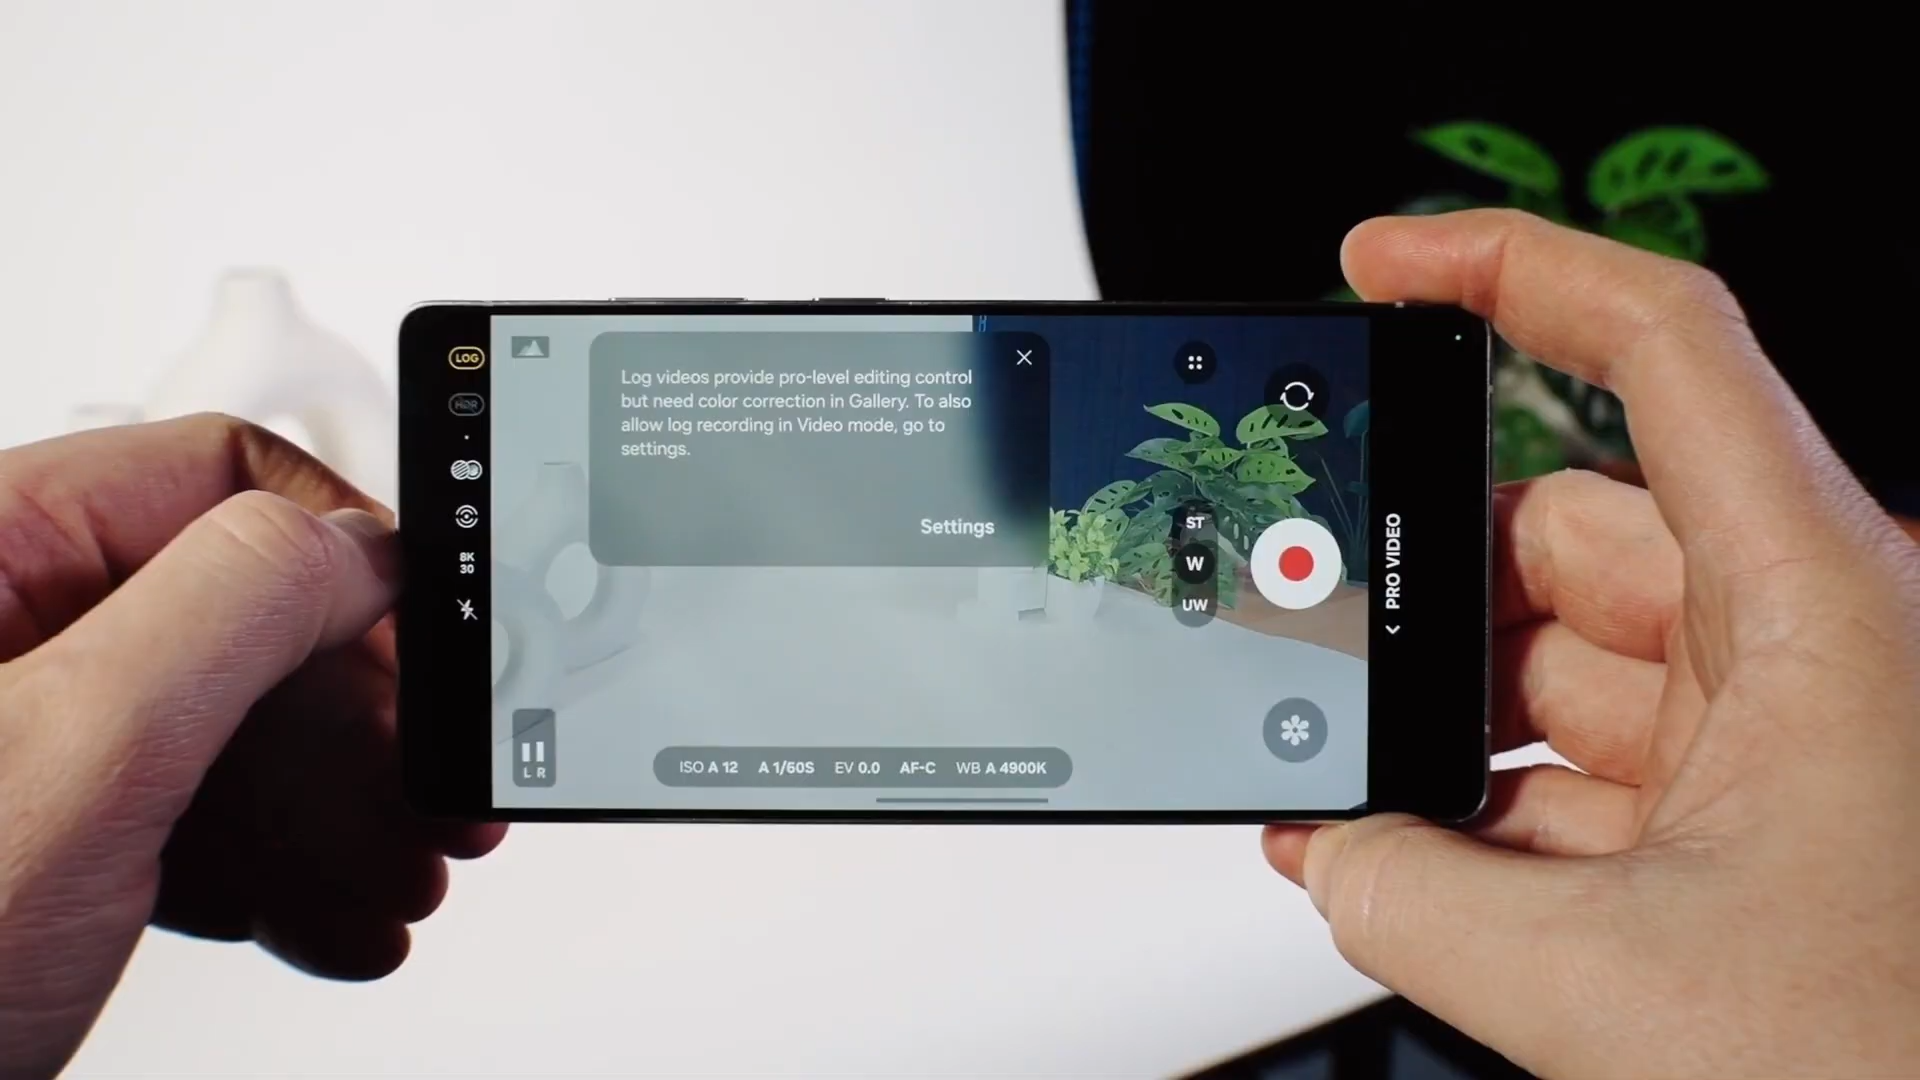 LOG
HDR
8K
30
Log videos provide pro-level editing control
but need color correction in Gallery. To also
allow log recording in Video mode, go to
settings.
Settings
ST
W
UW
PRO VIDEO
L R
ISO A 12 A 1/60S EV 0.0 AF-C WB A 4900K